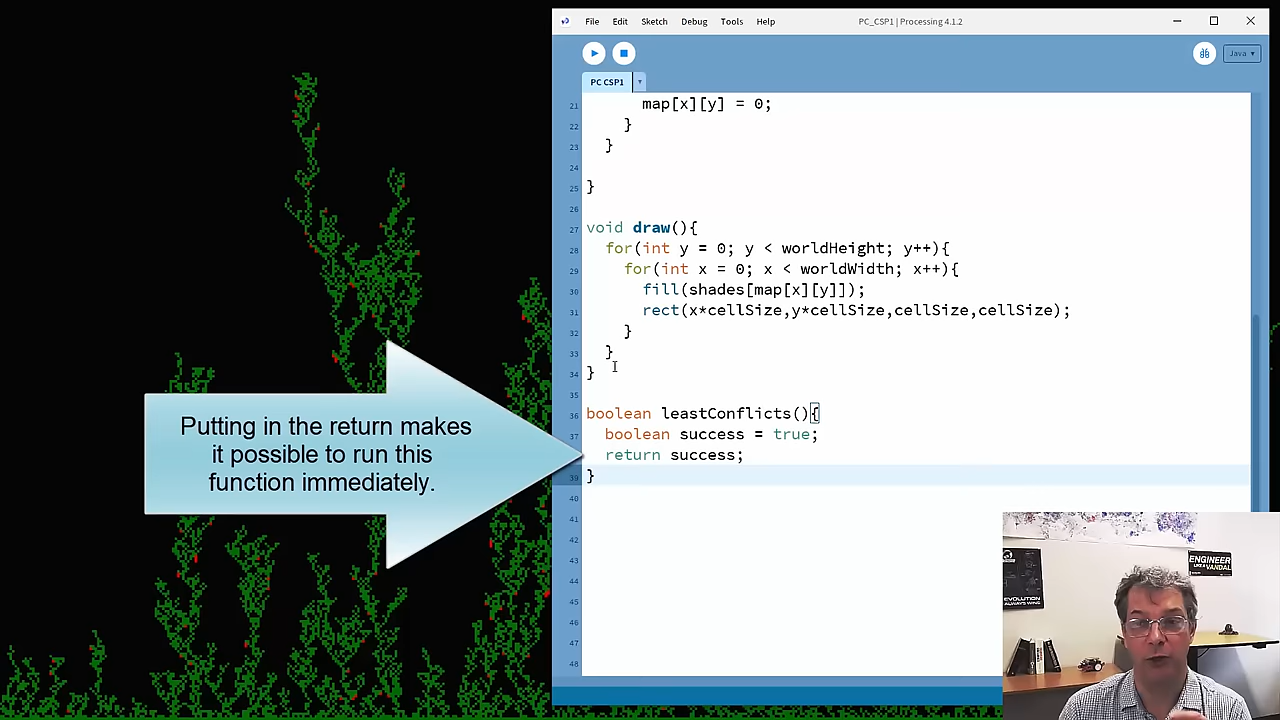 File Edit Sketch Debug Tools Help
PC_CSP1 | Processing 4.1.2
Java
PC CSP1
21 map[x][y] = 0;
22 }
23 }
24
25 }
26
27 void draw(){
28 for(int y = 0; y < worldHeight; y++){
29 for(int x = 0; x < worldWidth; x++){
30 fill(shades[map[x][y]]);
31 rect(x*cellSize,y*cellSize,cellSize,cellSize);
32 }
33 }
34 }
35
36 boolean leastConflicts(){
37 boolean success = true;
38 return success;
39 }
40
41
42
43
44
45
46
47
48
Putting in the return makes
it possible to run this
function immediately.
ENGINEER
LIKE A VANDAL
EVOLUTION
ALWAYS WINS